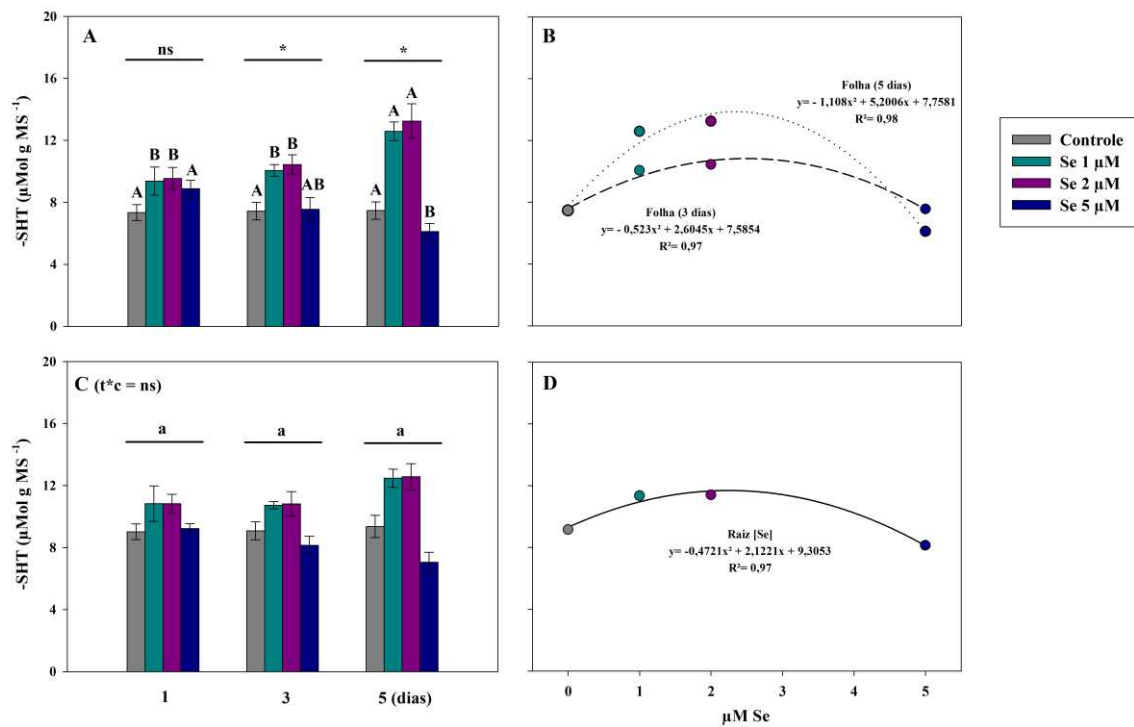 A
-SHT (µMol g MS⁻¹)
20
16
12
8
4
0
ns
*
*
A
B
B
A
A
B
B
AB
A
A
A
B
B
Folha (5 dias)
y= - 1,108x² + 5,2006x + 7,7581
R²= 0,98
Folha (3 dias)
y= - 0,523x² + 2,6045x + 7,5854
R²= 0,97
Controle
Se 1 µM
Se 2 µM
Se 5 µM
C (t*c = ns)
-SHT (µMol g MS⁻¹)
20
16
12
8
4
0
a
a
a
1
3
5 (dias)
D
Raiz [Se]
y= -0,4721x² + 2,1221x + 9,3053
R²= 0,97
0
1
2
3
4
5
µM Se